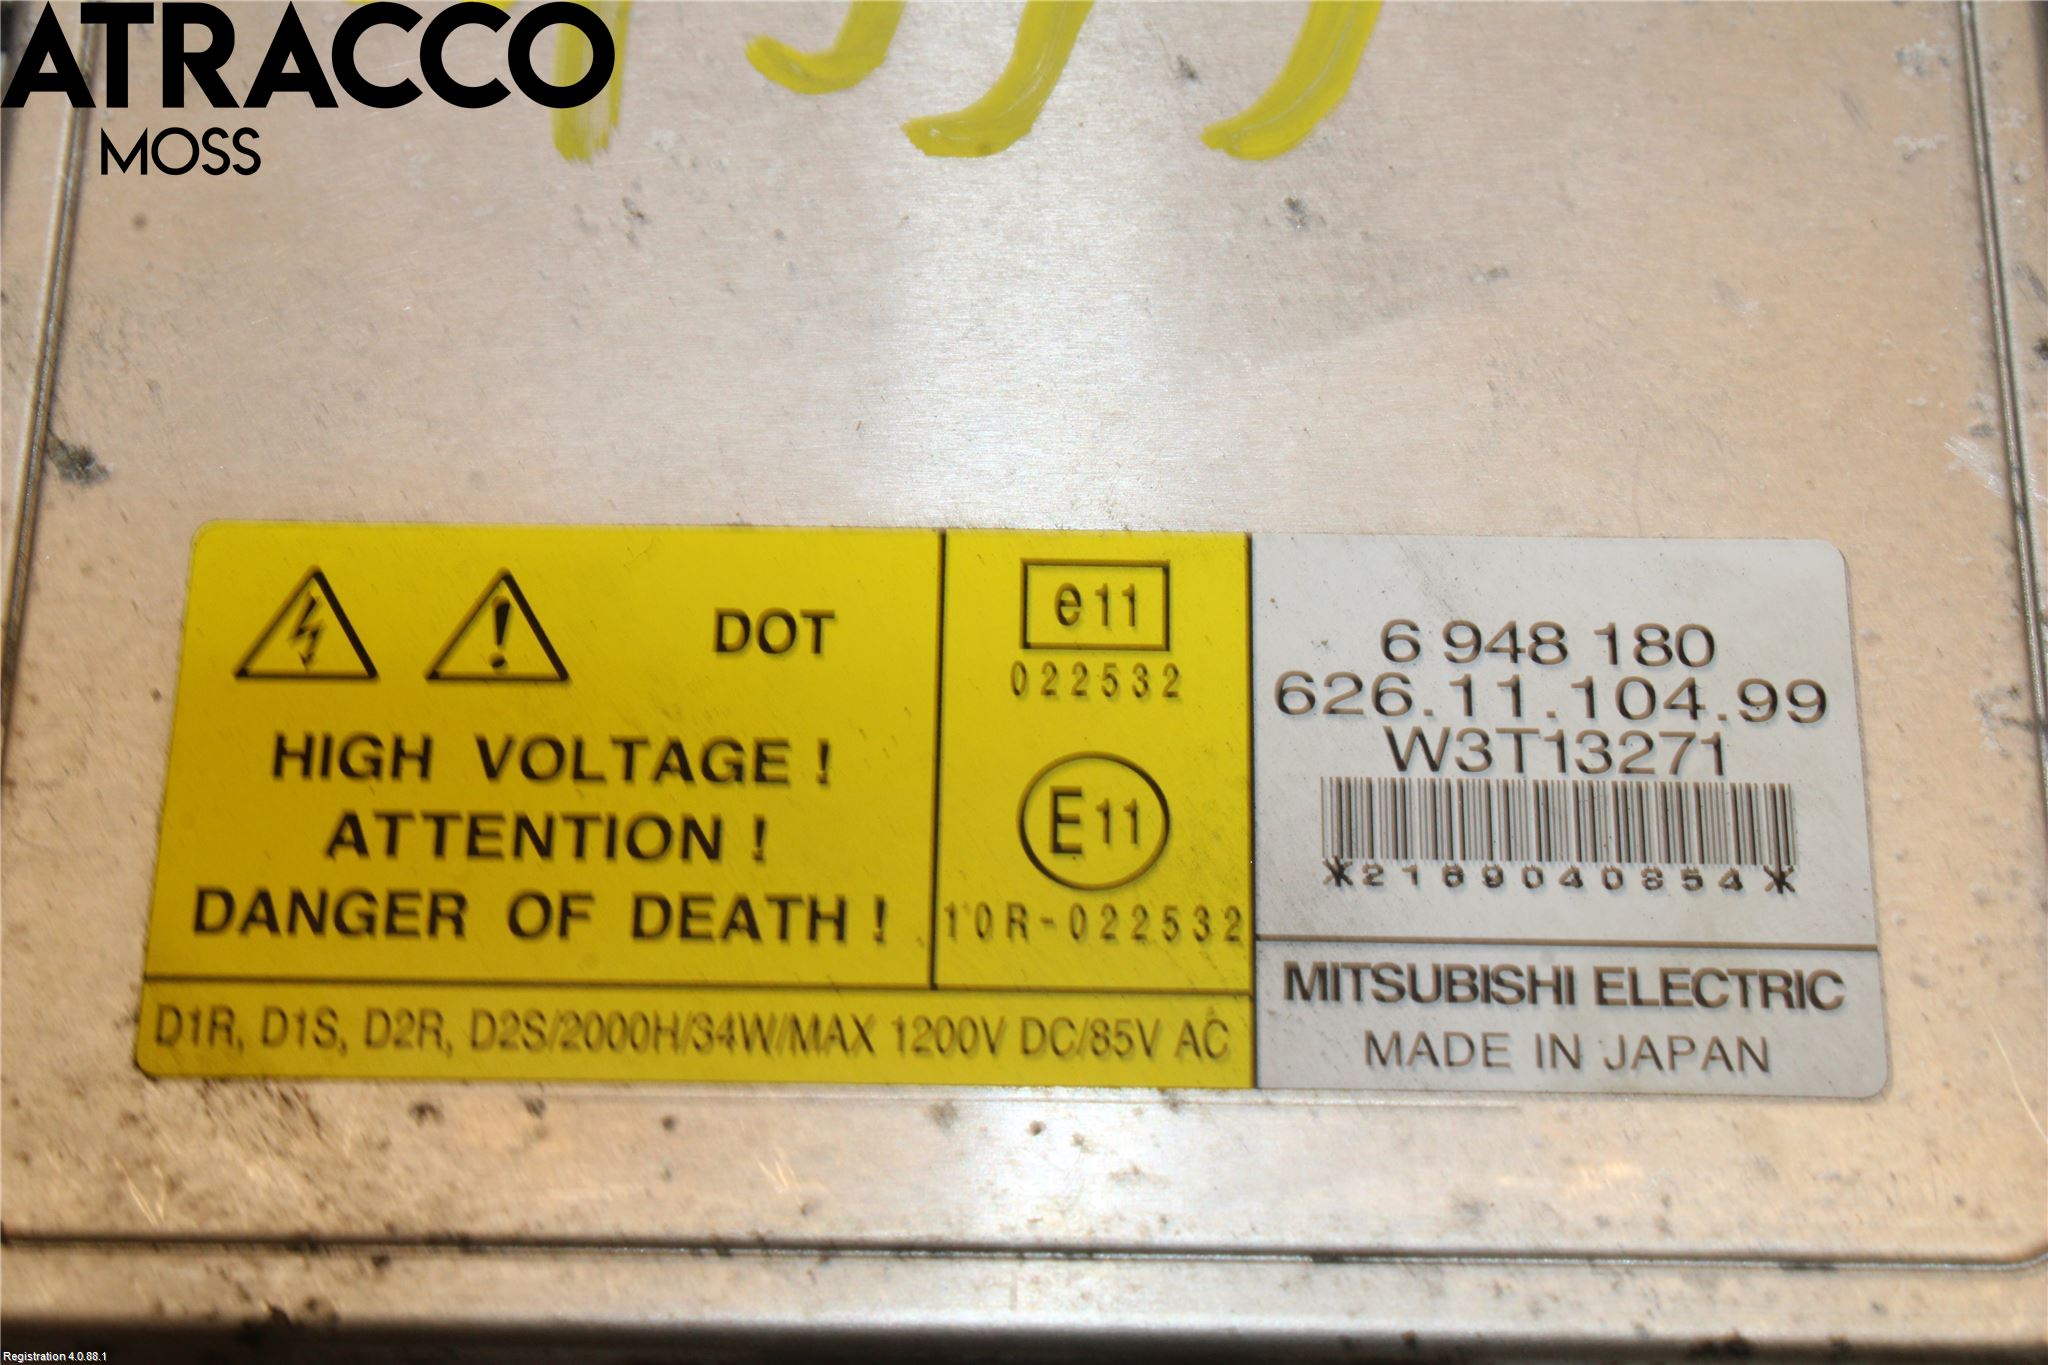 ATRACCO
MOSS
DOT
HIGH VOLTAGE !
ATTENTION !
DANGER OF DEATH !
e11
022532
E11
10R-022532
D1R, D1S, D2R, D2S/2000H/34W/MAX 1200V DC/85V AC
6 948 180
626.11.104.99
W3T13271
*2189040854*
MITSUBISHI ELECTRIC
MADE IN JAPAN
Registration 4.0.88.1